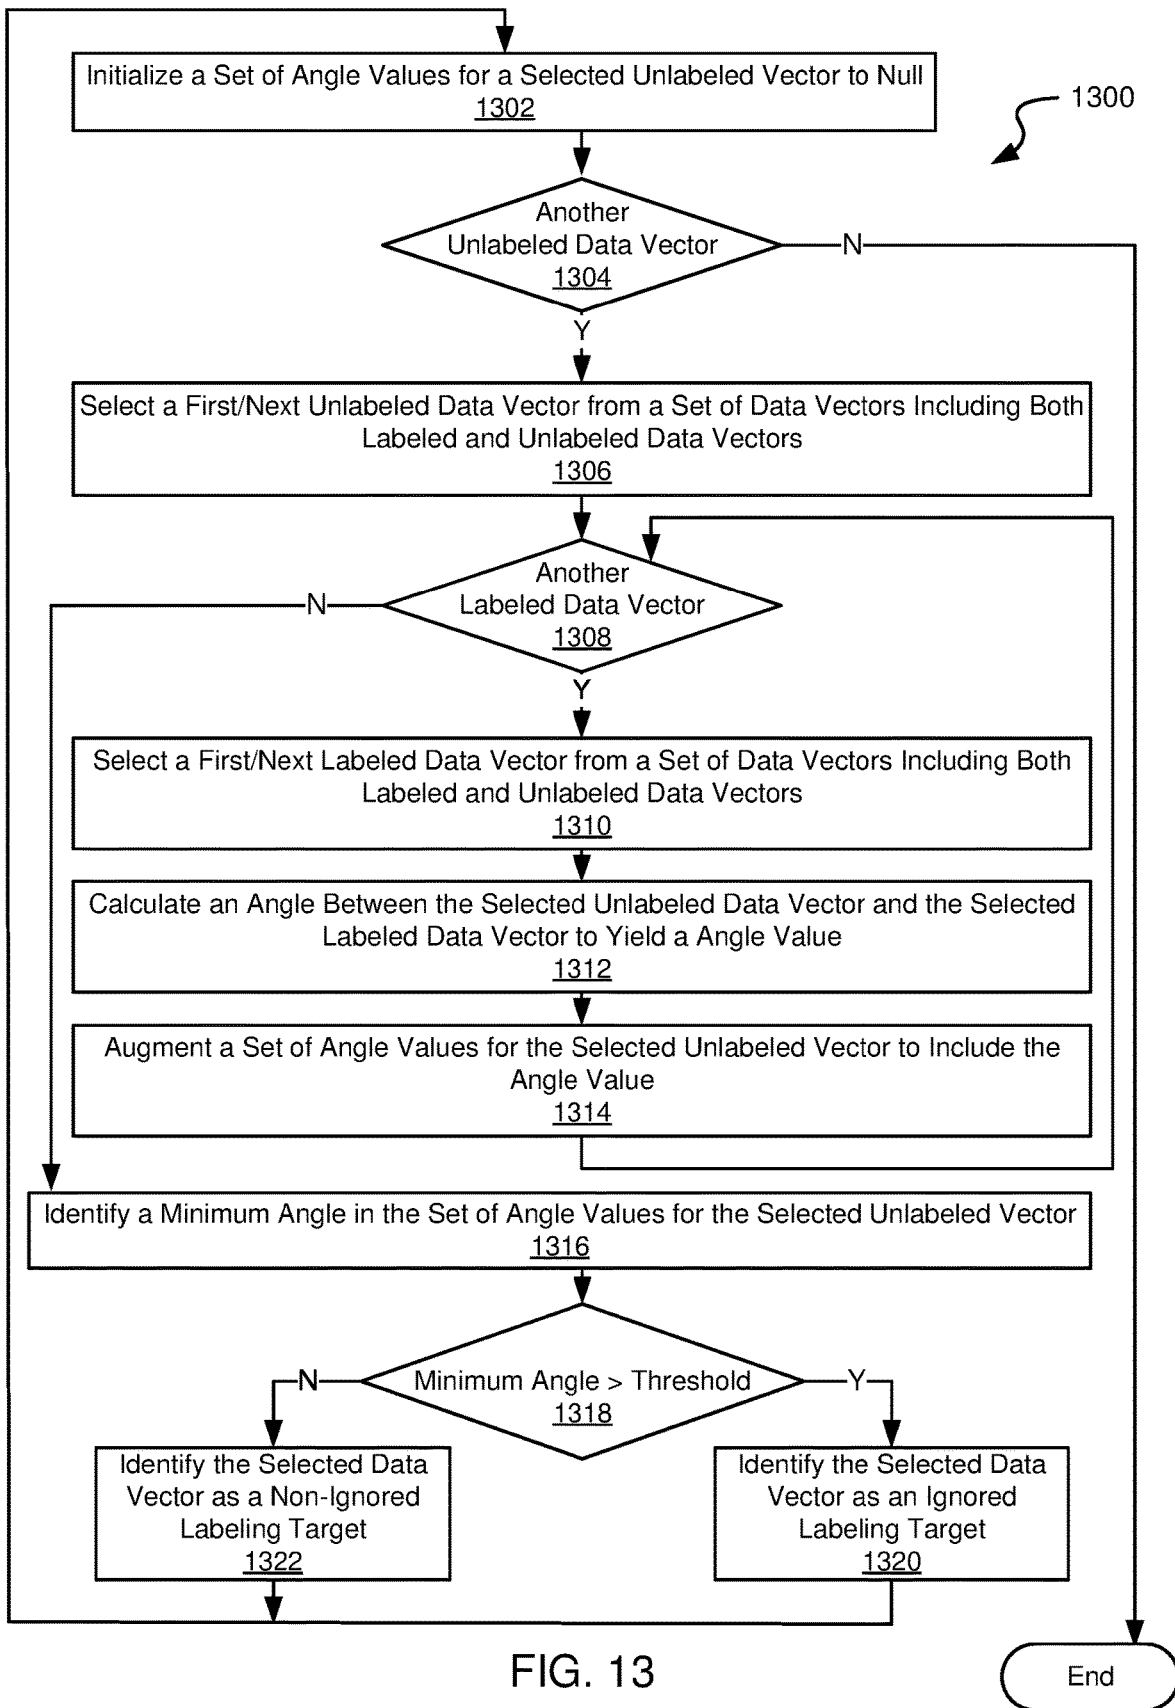 Initialize a Set of Angle Values for a Selected Unlabeled Vector to Null
1302
1300
Another
Unlabeled Data Vector
1304
N
Y
Select a First/Next Unlabeled Data Vector from a Set of Data Vectors Including Both
Labeled and Unlabeled Data Vectors
1306
Another
Labeled Data Vector
1308
N
Y
Select a First/Next Labeled Data Vector from a Set of Data Vectors Including Both
Labeled and Unlabeled Data Vectors
1310
Calculate an Angle Between the Selected Unlabeled Data Vector and the Selected
Labeled Data Vector to Yield a Angle Value
1312
Augment a Set of Angle Values for the Selected Unlabeled Vector to Include the
Angle Value
1314
Identify a Minimum Angle in the Set of Angle Values for the Selected Unlabeled Vector
1316
Minimum Angle > Threshold
1318
N
Y
Identify the Selected Data
Vector as a Non-Ignored
Labeling Target
1322
Identify the Selected Data
Vector as an Ignored
Labeling Target
1320
FIG. 13
End